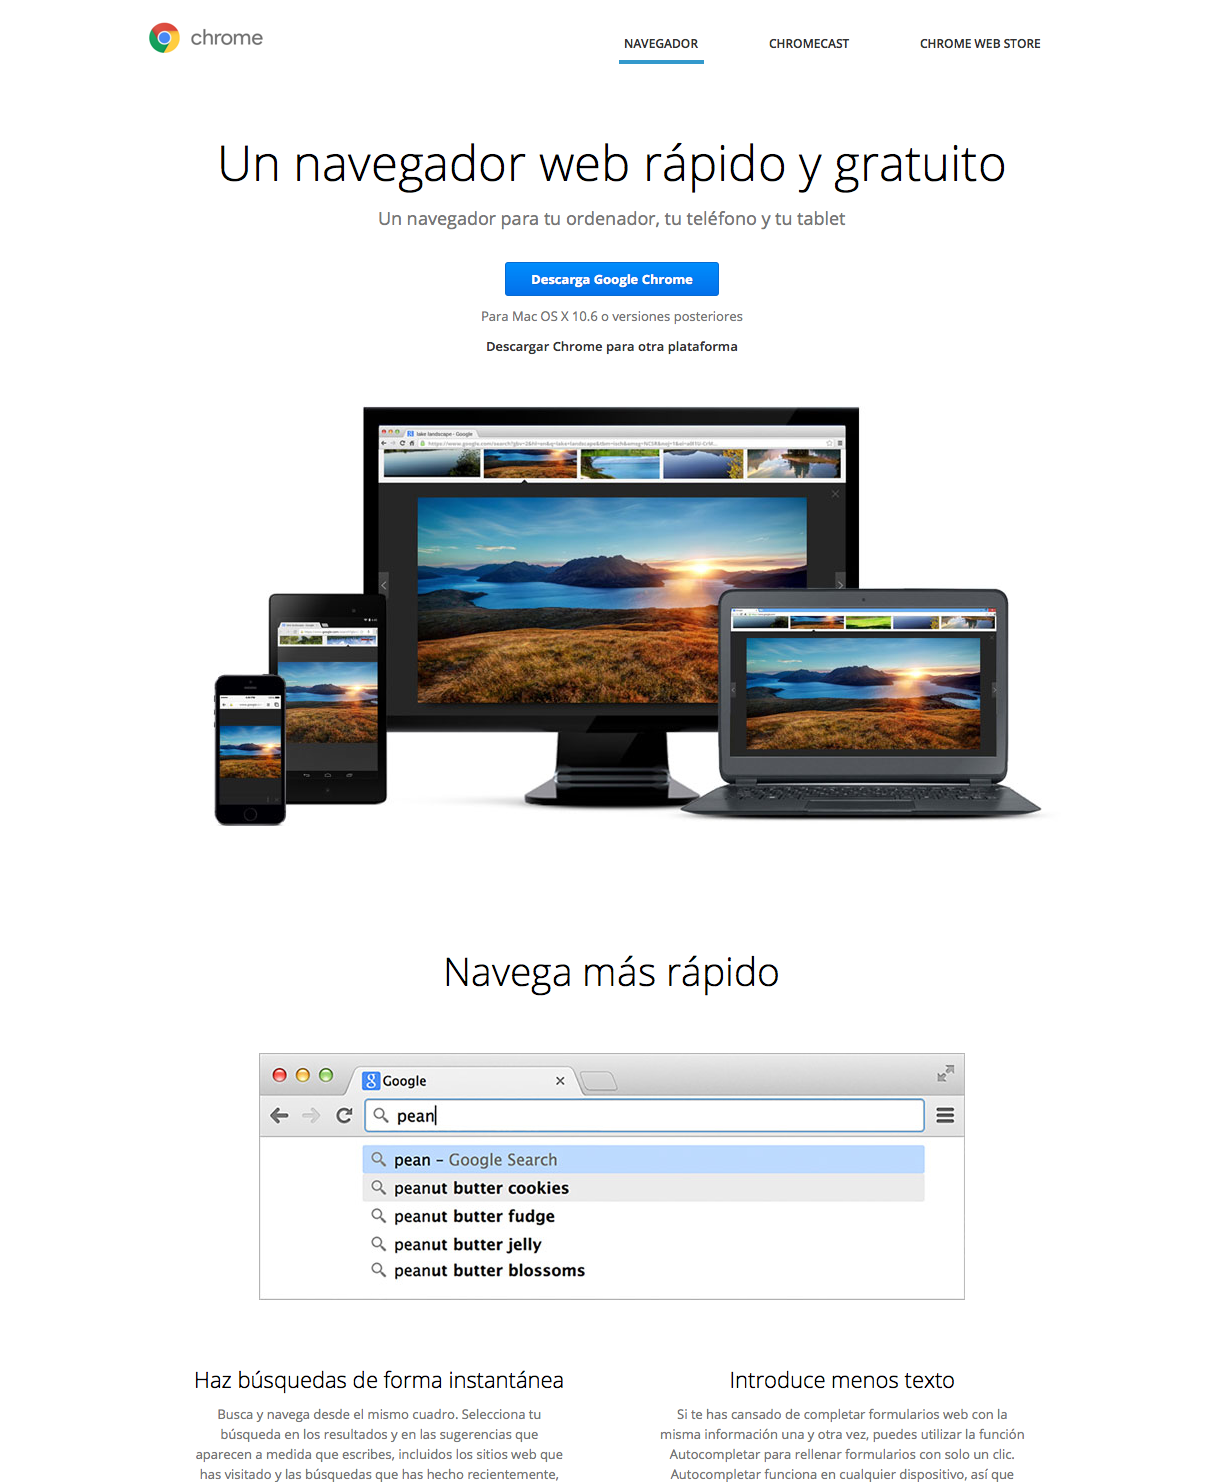 chrome
NAVEGADOR
CHROMECAST
CHROME WEB STORE
Un navegador web rápido y gratuito
Un navegador para tu ordenador, tu teléfono y tu tablet
Descarga Google Chrome
Para Mac OS X 10.6 o versiones posteriores
Descargar Chrome para otra plataforma
lake landscape - Google
Navega más rápido
Google
pean
pean – Google Search
peanut butter cookies
peanut butter fudge
peanut butter jelly
peanut butter blossoms
Haz búsquedas de forma instantánea
Busca y navega desde el mismo cuadro. Selecciona tu
búsqueda en los resultados y en las sugerencias que
aparecen a medida que escribes, incluidos los sitios web que
has visitado y las búsquedas que has hecho recientemente,
Introduce menos texto
Si te has cansado de completar formularios web con la
misma información una y otra vez, puedes utilizar la función
Autocompletar para rellenar formularios con solo un clic.
Autocompletar funciona en cualquier dispositivo, así que